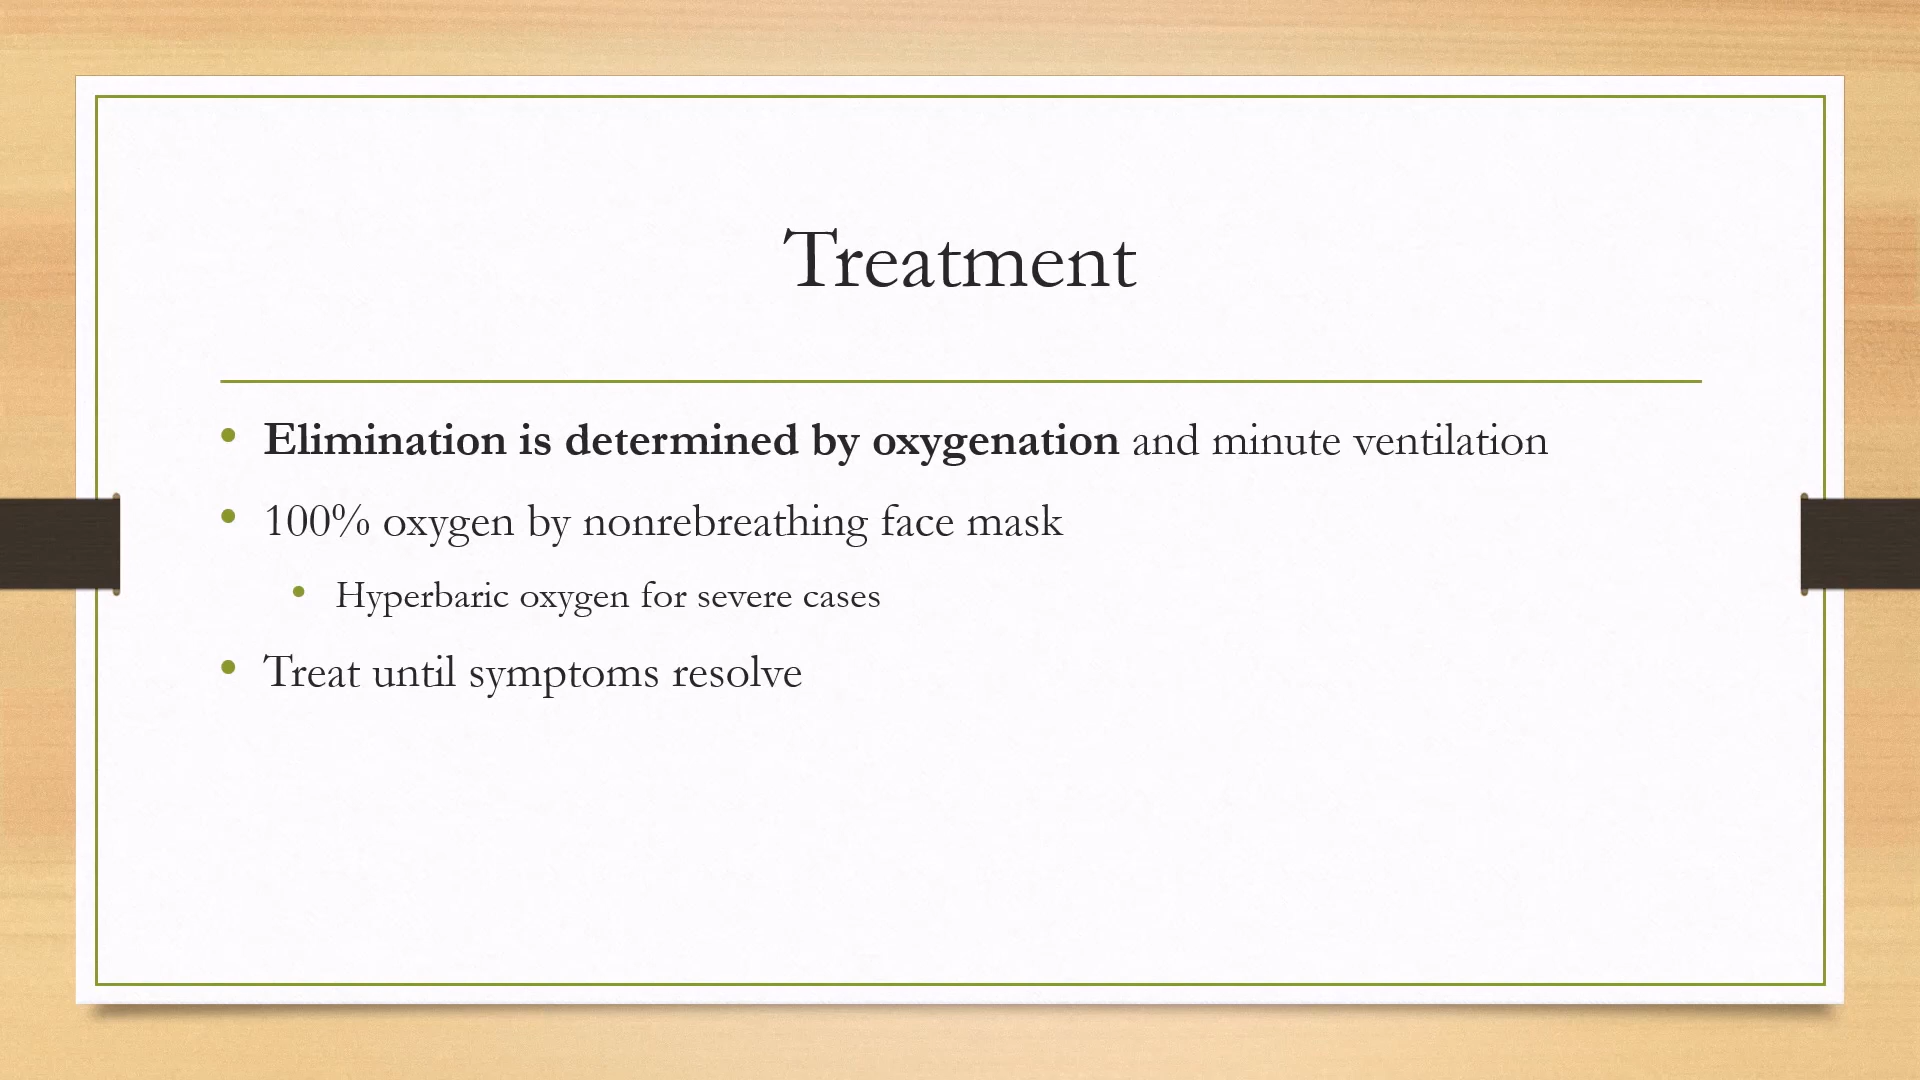 Treatment
• Elimination is determined by oxygenation and minute ventilation
• 100% oxygen by nonrebreathing face mask
• Hyperbaric oxygen for severe cases
• Treat until symptoms resolve